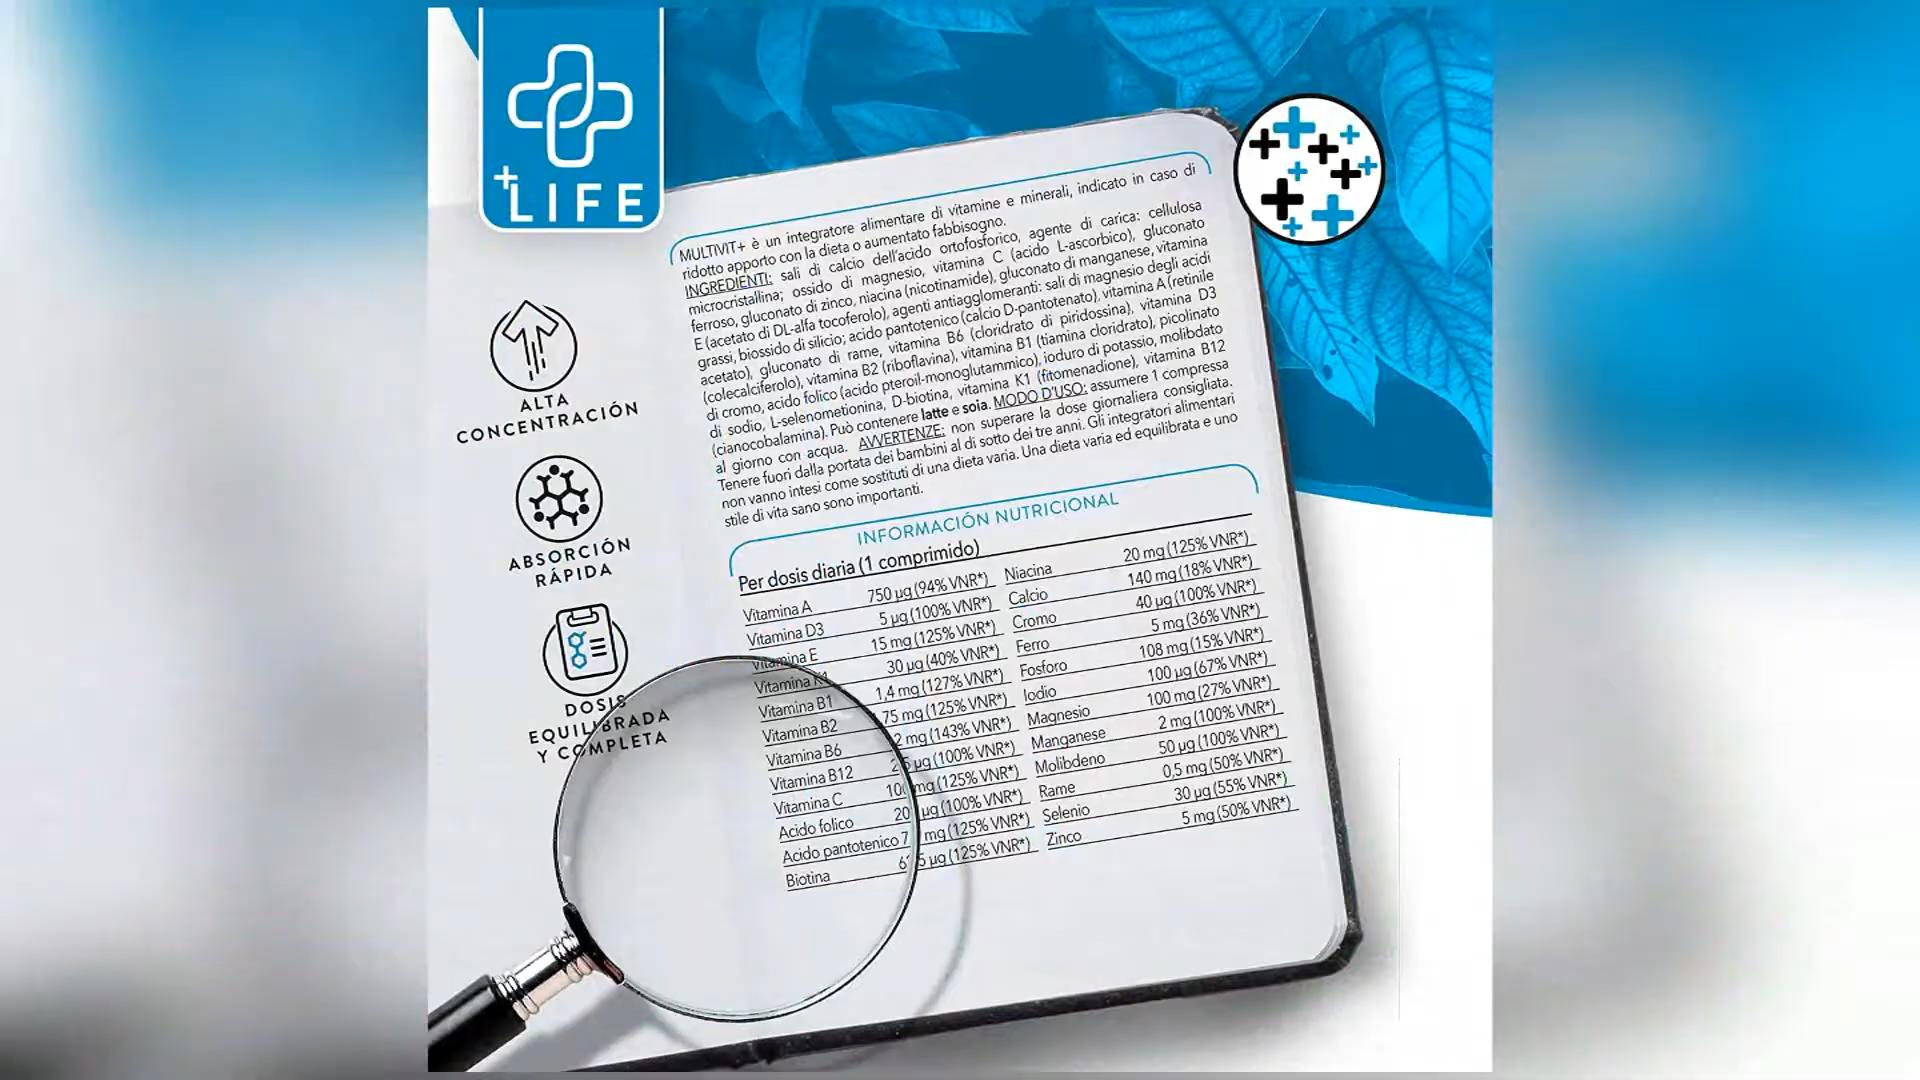 +LIFE
ALTA
CONCENTRACIÓN
ABSORCIÓN
RÁPIDA
DOSIS
EQUILIBRADA
Y COMPLETA
MULTIVIT+ è un integratore alimentare di vitamine e minerali, indicato in caso di
ridotto apporto con la dieta o aumentato fabbisogno.
INGREDIENTI: sali di calcio dell'acido ortofosforico, agente di carica: cellulosa
microcristallina; ossido di magnesio, vitamina C (acido L-ascorbico), gluconato
ferroso, gluconato di zinco, niacina (nicotinamide), gluconato di manganese, vitamina
E (acetato di DL-alfa tocoferolo), agenti antiagglomeranti: sali di magnesio degli acidi
grassi, biossido di silicio; acido pantotenico (calcio D-pantotenato), vitamina A (retinile
acetato), gluconato di rame, vitamina B6 (cloridrato di piridossina), vitamina D3
(colecalciferolo), vitamina B2 (riboflavina), vitamina B1 (tiamina cloridrato), picolinato
di cromo, acido folico (acido pteroil-monoglutammico), ioduro di potassio, molibdato
di sodio, L-selenometionina, D-biotina, vitamina K1 (fitomenadione), vitamina B12
(cianocobalamina). Può contenere latte e soia. MODO D'USO: assumere 1 compressa
al giorno con acqua. AVVERTENZE: non superare la dose giornaliera consigliata.
Tenere fuori dalla portata dei bambini al di sotto dei tre anni. Gli integratori alimentari
non vanno intesi come sostituti di una dieta varia. Una dieta varia ed equilibrata e uno
stile di vita sano sono importanti.
INFORMACIÓN NUTRICIONAL
Per dosis diaria (1 comprimido)
Vitamina A 750 µg (94% VNR*)
Vitamina D3 5 µg (100% VNR*)
Vitamina E 15 mg (125% VNR*)
Vitamina K1 30 µg (40% VNR*)
Vitamina B1 1,4 mg (127% VNR*)
Vitamina B2 75 mg (125% VNR*)
Vitamina B6 2 mg (143% VNR*)
Vitamina B12 µg (100% VNR*)
Vitamina C mg (125% VNR*)
Acido folico µg (100% VNR*)
Acido pantotenico mg (125% VNR*)
Biotina µg (125% VNR*)
Niacina 20 mg (125% VNR*)
Calcio 140 mg (18% VNR*)
Cromo 40 µg (100% VNR*)
Ferro 5 mg (36% VNR*)
Fosforo 108 mg (15% VNR*)
Iodio 100 µg (67% VNR*)
Magnesio 100 mg (27% VNR*)
Manganese 2 mg (100% VNR*)
Molibdeno 50 µg (100% VNR*)
Rame 0,5 mg (50% VNR*)
Selenio 30 µg (55% VNR*)
Zinco 5 mg (50% VNR*)